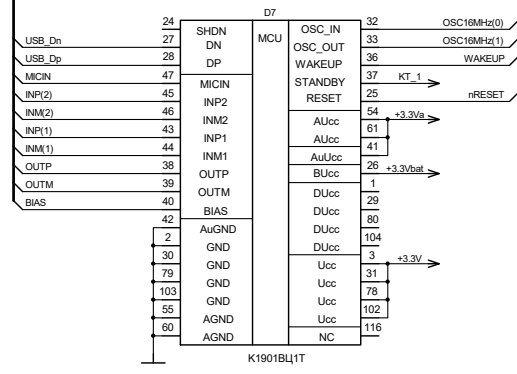 D7
24 SHDN MCU OSC_IN 32 OSC16MHz(0)
USB_Dn 27 DN OSC_OUT 33 OSC16MHz(1)
USB_Dp 28 DP WAKEUP 36 WAKEUP
MICIN 47 MICIN STANDBY 37 KT_1
INP(2) 45 INP2 RESET 25 nRESET
INM(2) 46 INM2 AUcc 54 +3.3Va
INP(1) 43 INP1 AUcc 61
INM(1) 44 INM1 AuUcc 41
OUTP 38 OUTP BUcc 26 +3.3Vbat
OUTM 39 OUTM DUcc 1
BIAS 40 BIAS DUcc 29
42 AuGND DUcc 80
2 GND DUcc 104
30 GND Ucc 3 +3.3V
79 GND Ucc 31
103 GND Ucc 78
55 AGND Ucc 102
60 AGND NC 116
К1901ВЦ1Т